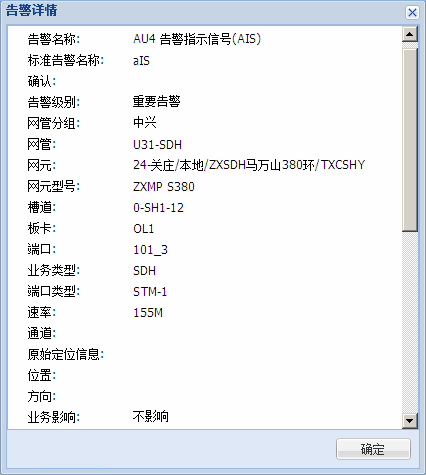 告警详情
告警名称: AU4 告警指示信号(AIS)
标准告警名称: aIS
确认:
告警级别: 重要告警
网管分组: 中兴
网管: U31-SDH
网元: 24-关庄/本地/ZXSDH马万山380环/TXCSHY
网元型号: ZXMP S380
槽道: 0-SH1-12
板卡: OL1
端口: 101_3
业务类型: SDH
端口类型: STM-1
速率: 155M
通道:
原始定位信息:
位置:
方向:
业务影响: 不影响
确定